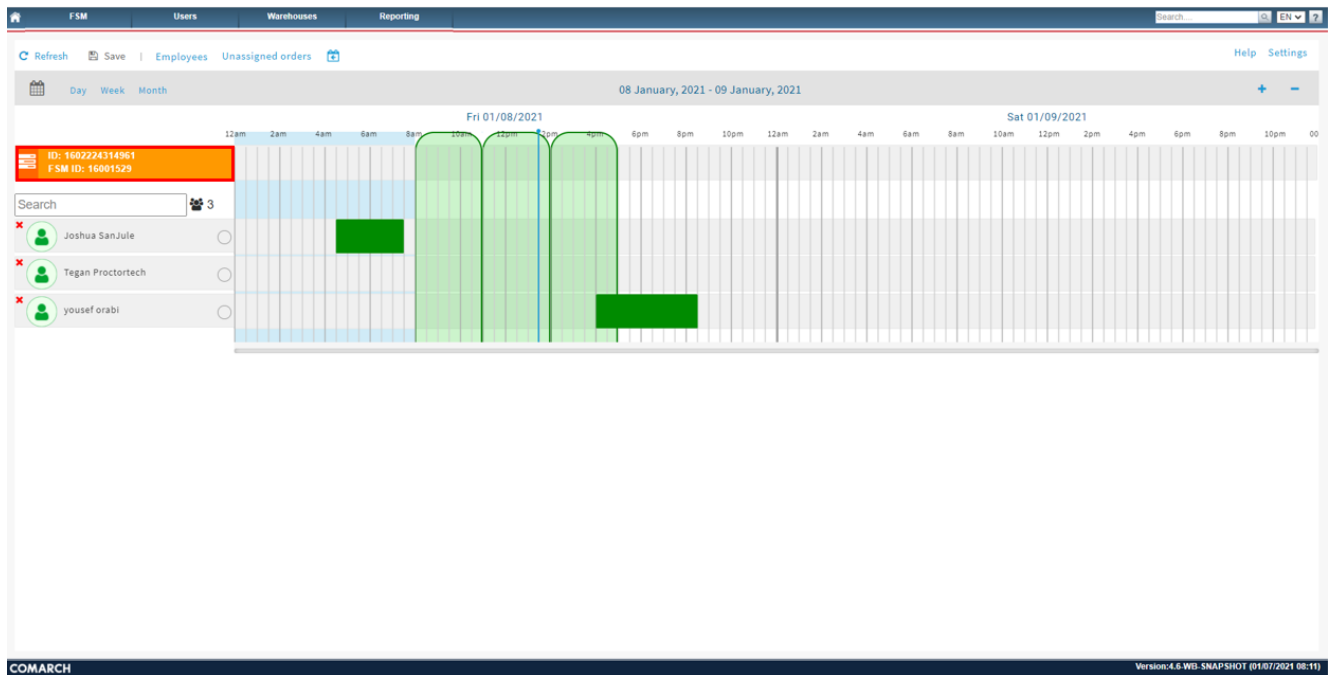 FSM Users Warehouses Reporting Search... EN ?
Refresh Save | Employees Unassigned orders Help Settings
Day Week Month 08 January, 2021 - 09 January, 2021 + -
Fri 01/08/2021 Sat 01/09/2021
12am 2am 4am 6am 8am 10am 12pm 2pm 4pm 6pm 8pm 10pm 12am 2am 4am 6am 8am 10am 12pm 2pm 4pm 6pm 8pm 10pm 00
ID: 1602224314961
FSM ID: 16001529
Search 3
Joshua SanJule
Tegan Proctortech
yousef orabi
COMARCH Version:4.6-WB-SNAPSHOT (01/07/2021 08:11)